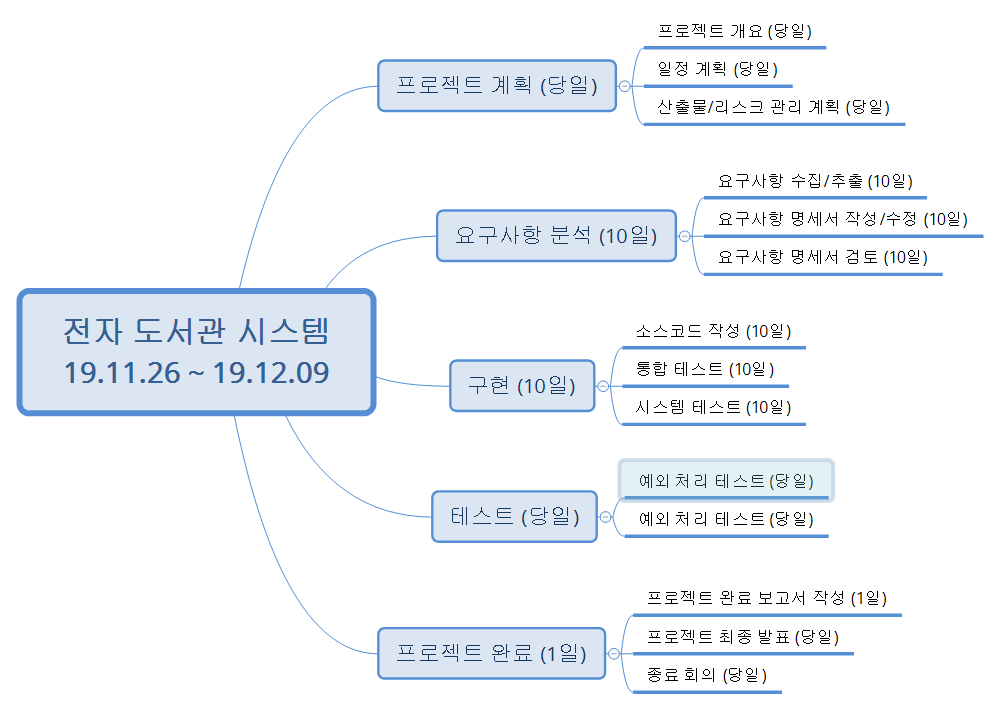 전자 도서관 시스템
19.11.26 ~ 19.12.09
프로젝트 계획 (당일)
프로젝트 개요 (당일)
일정 계획 (당일)
산출물/리스크 관리 계획 (당일)
요구사항 분석 (10일)
요구사항 수집/추출 (10일)
요구사항 명세서 작성/수정 (10일)
요구사항 명세서 검토 (10일)
구현 (10일)
소스코드 작성 (10일)
통합 테스트 (10일)
시스템 테스트 (10일)
테스트 (당일)
예외 처리 테스트 (당일)
예외 처리 테스트 (당일)
프로젝트 완료 (1일)
프로젝트 완료 보고서 작성 (1일)
프로젝트 최종 발표 (당일)
종료 회의 (당일)